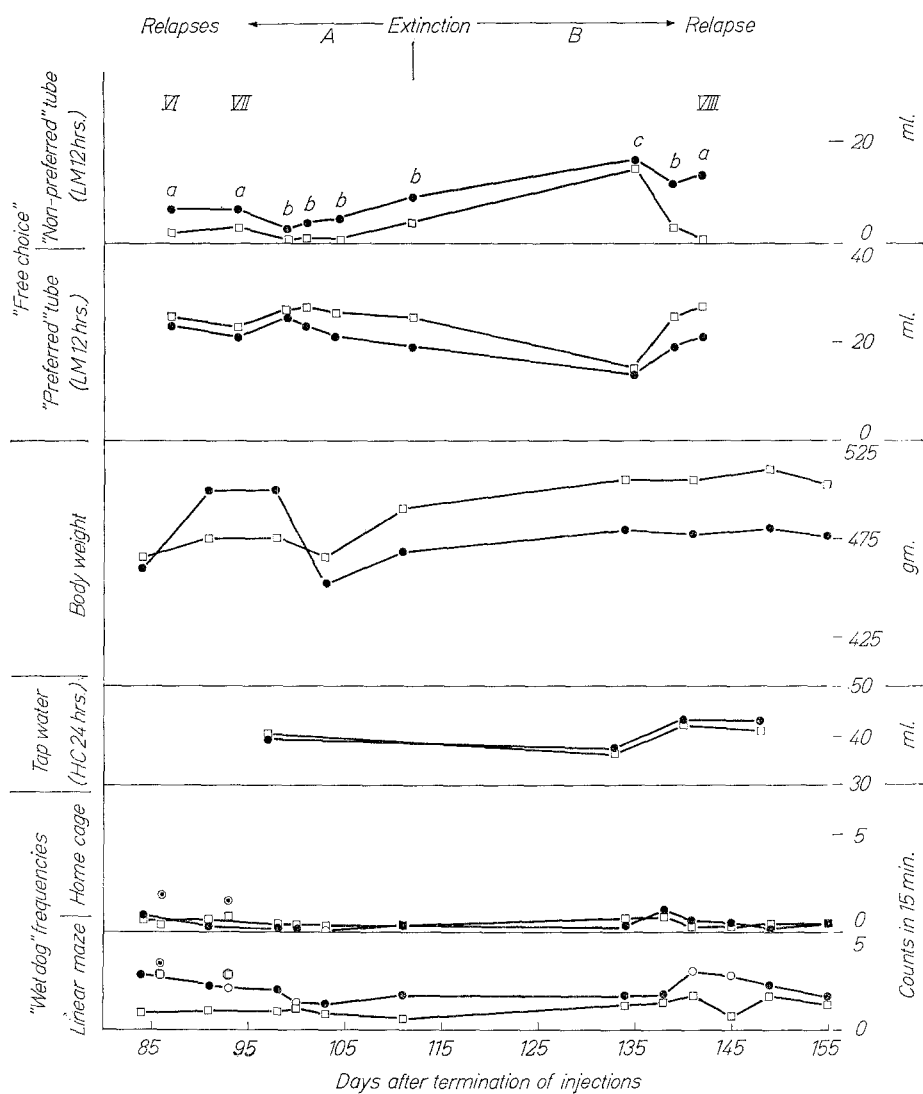 Relapses A Extinction B Relapse
VI VII VIII
"Free choice"
"Non-preferred" tube
(LM 12 hrs.)
a a b b b b c b a
20
0
ml.
"Preferred" tube
(LM 12 hrs.)
40
20
0
ml.
Body weight
525
475
425
gm.
Tap water
(HC 24 hrs.)
50
40
30
ml.
"Wet dog" frequencies
Home cage
5
0
Linear maze
5
0
Counts in 15 min.
85 95 105 115 125 135 145 155
Days after termination of injections